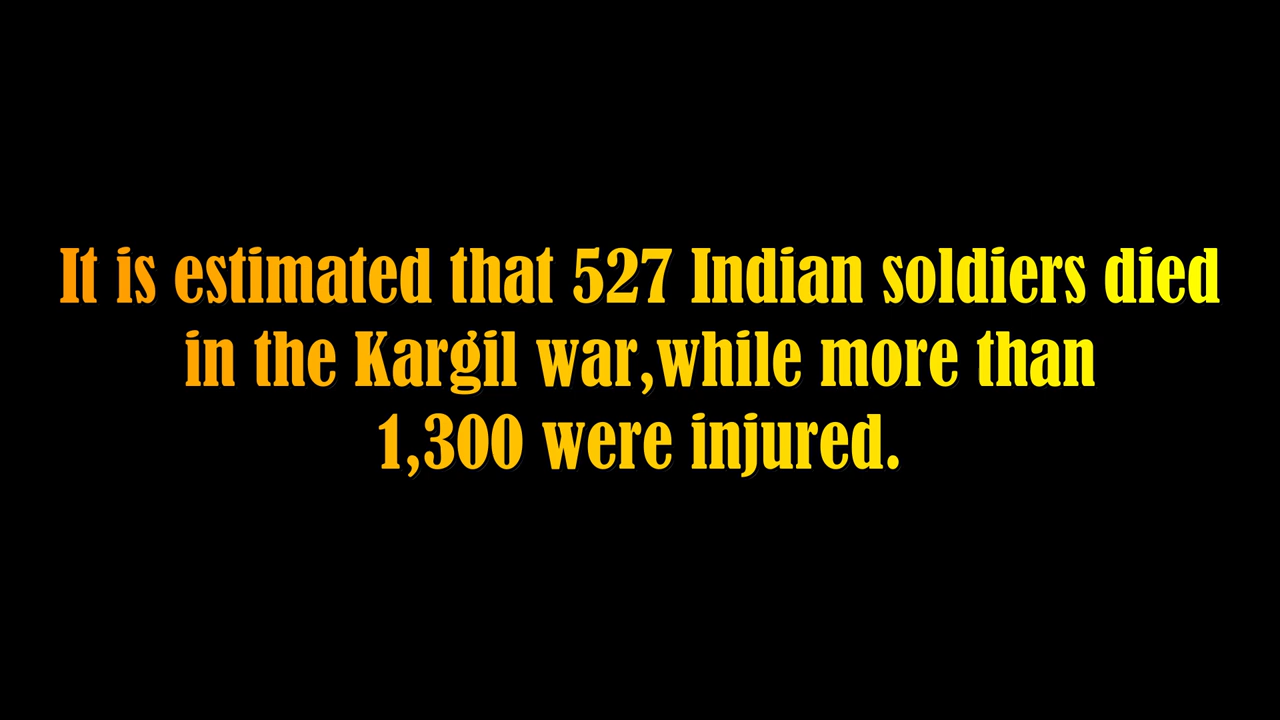 It is estimated that 527 Indian soldiers died
in the Kargil war,while more than
1,300 were injured.